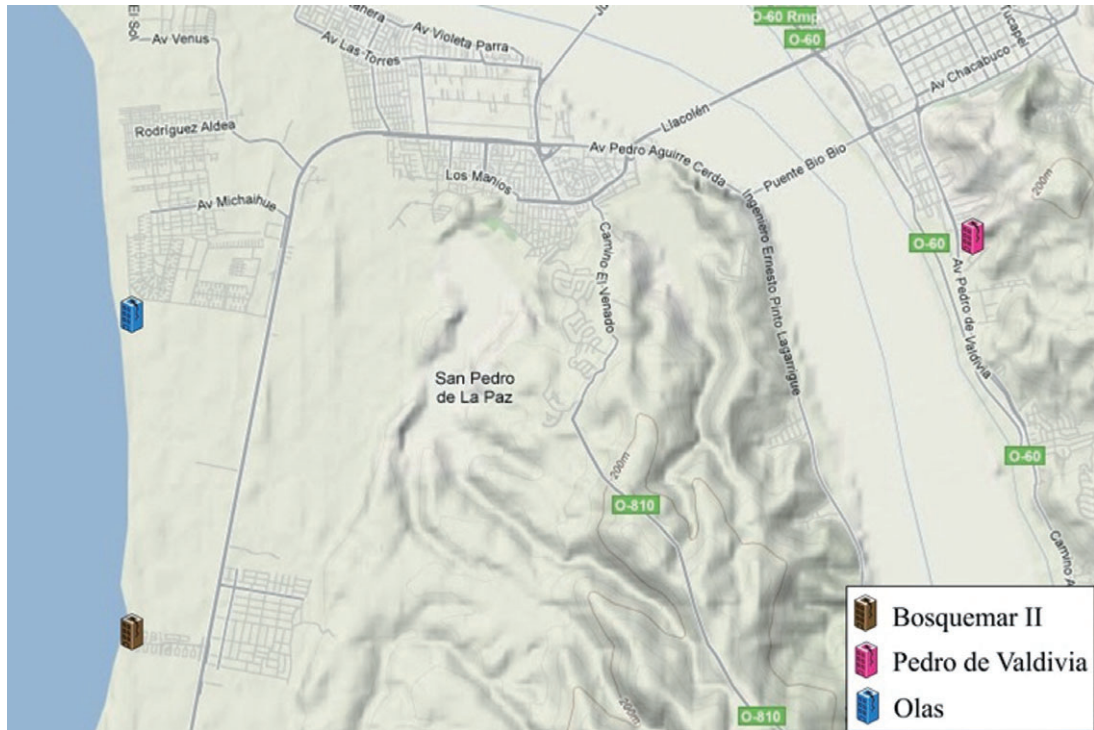 El Sol
Av Venus
Av Violeta Parra
Av Las Torres
O-60 Rmp
O-60
Tucapel
Av Chacabuco
Rodríguez Aldea
Llacolén
Av Pedro Aguirre Cerda
Puente Bio Bio
Los Manios
Av Michaihue
200m
O-60
Camino El Venado
Ingeniero Ernesto Pinto Lagarrigue
Av Pedro de Valdivia
San Pedro
de La Paz
200m
O-60
O-810
Bosquemar II
Pedro de Valdivia
Olas
O-810